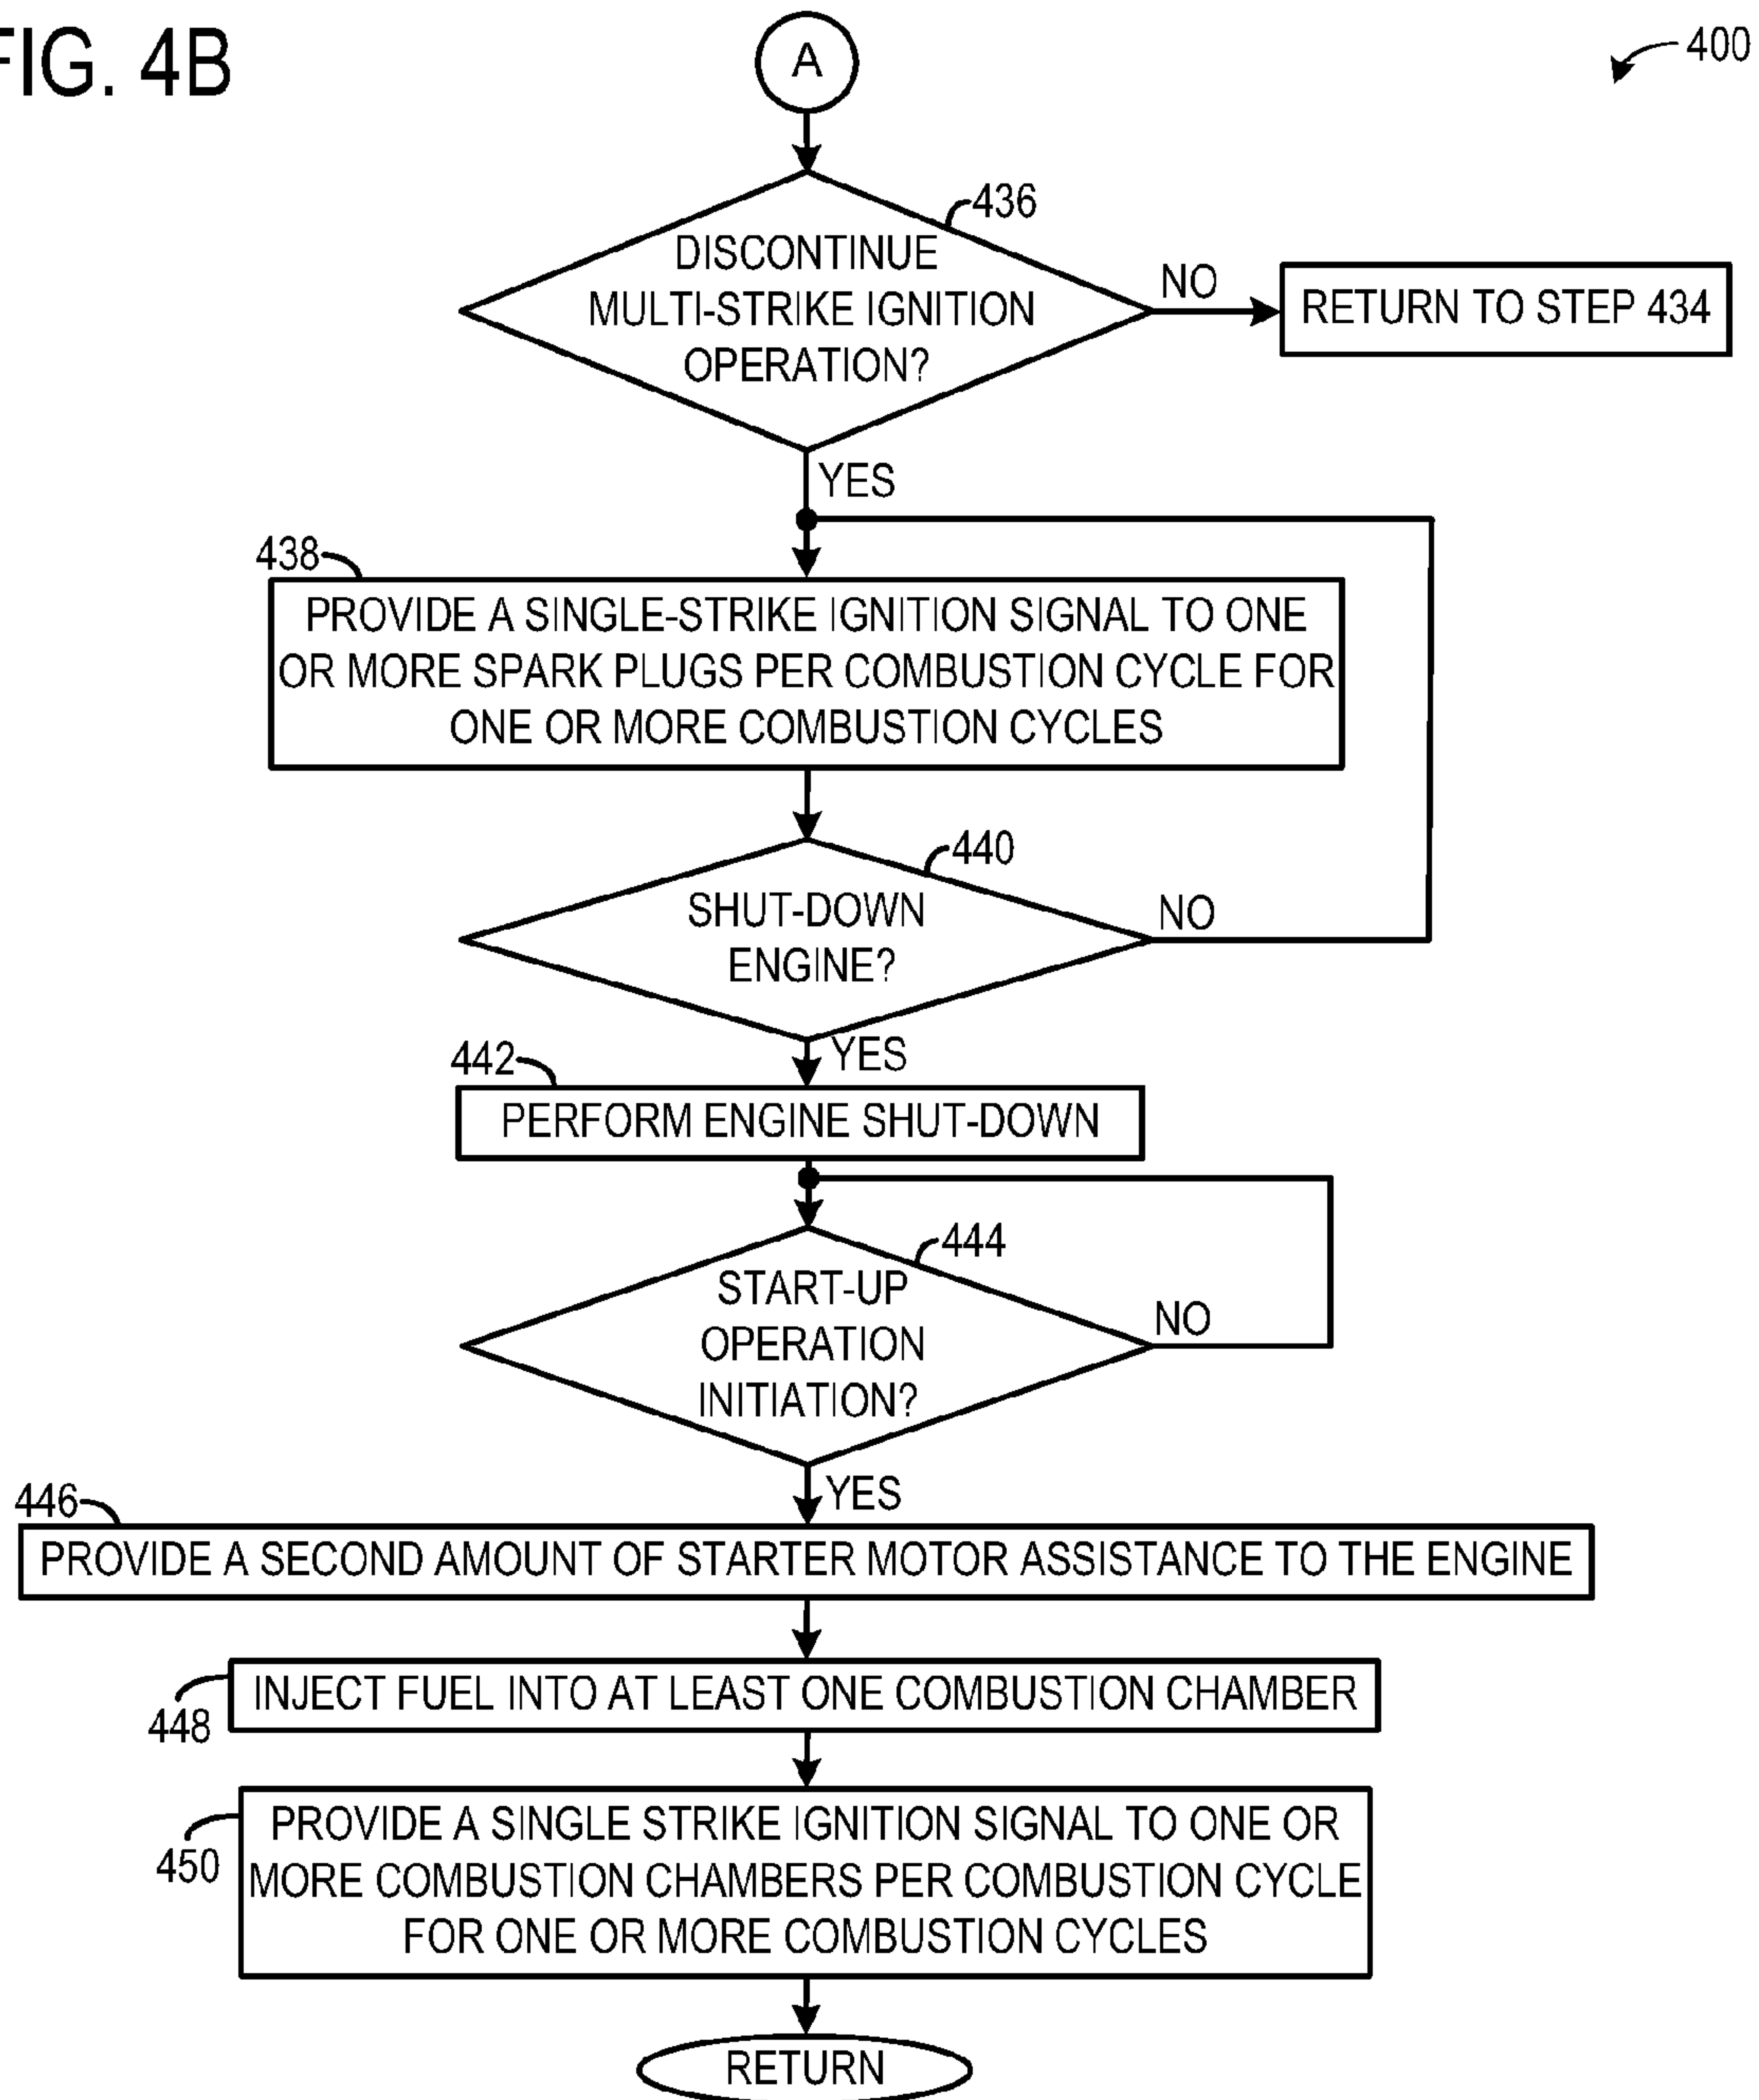 FIG. 4B
400
A
436
DISCONTINUE
MULTI-STRIKE IGNITION
OPERATION?
NO
RETURN TO STEP 434
YES
438
PROVIDE A SINGLE-STRIKE IGNITION SIGNAL TO ONE
OR MORE SPARK PLUGS PER COMBUSTION CYCLE FOR
ONE OR MORE COMBUSTION CYCLES
440
SHUT-DOWN
ENGINE?
NO
YES
442
PERFORM ENGINE SHUT-DOWN
444
START-UP
OPERATION
INITIATION?
NO
YES
446
PROVIDE A SECOND AMOUNT OF STARTER MOTOR ASSISTANCE TO THE ENGINE
448
INJECT FUEL INTO AT LEAST ONE COMBUSTION CHAMBER
450
PROVIDE A SINGLE STRIKE IGNITION SIGNAL TO ONE OR
MORE COMBUSTION CHAMBERS PER COMBUSTION CYCLE
FOR ONE OR MORE COMBUSTION CYCLES
RETURN